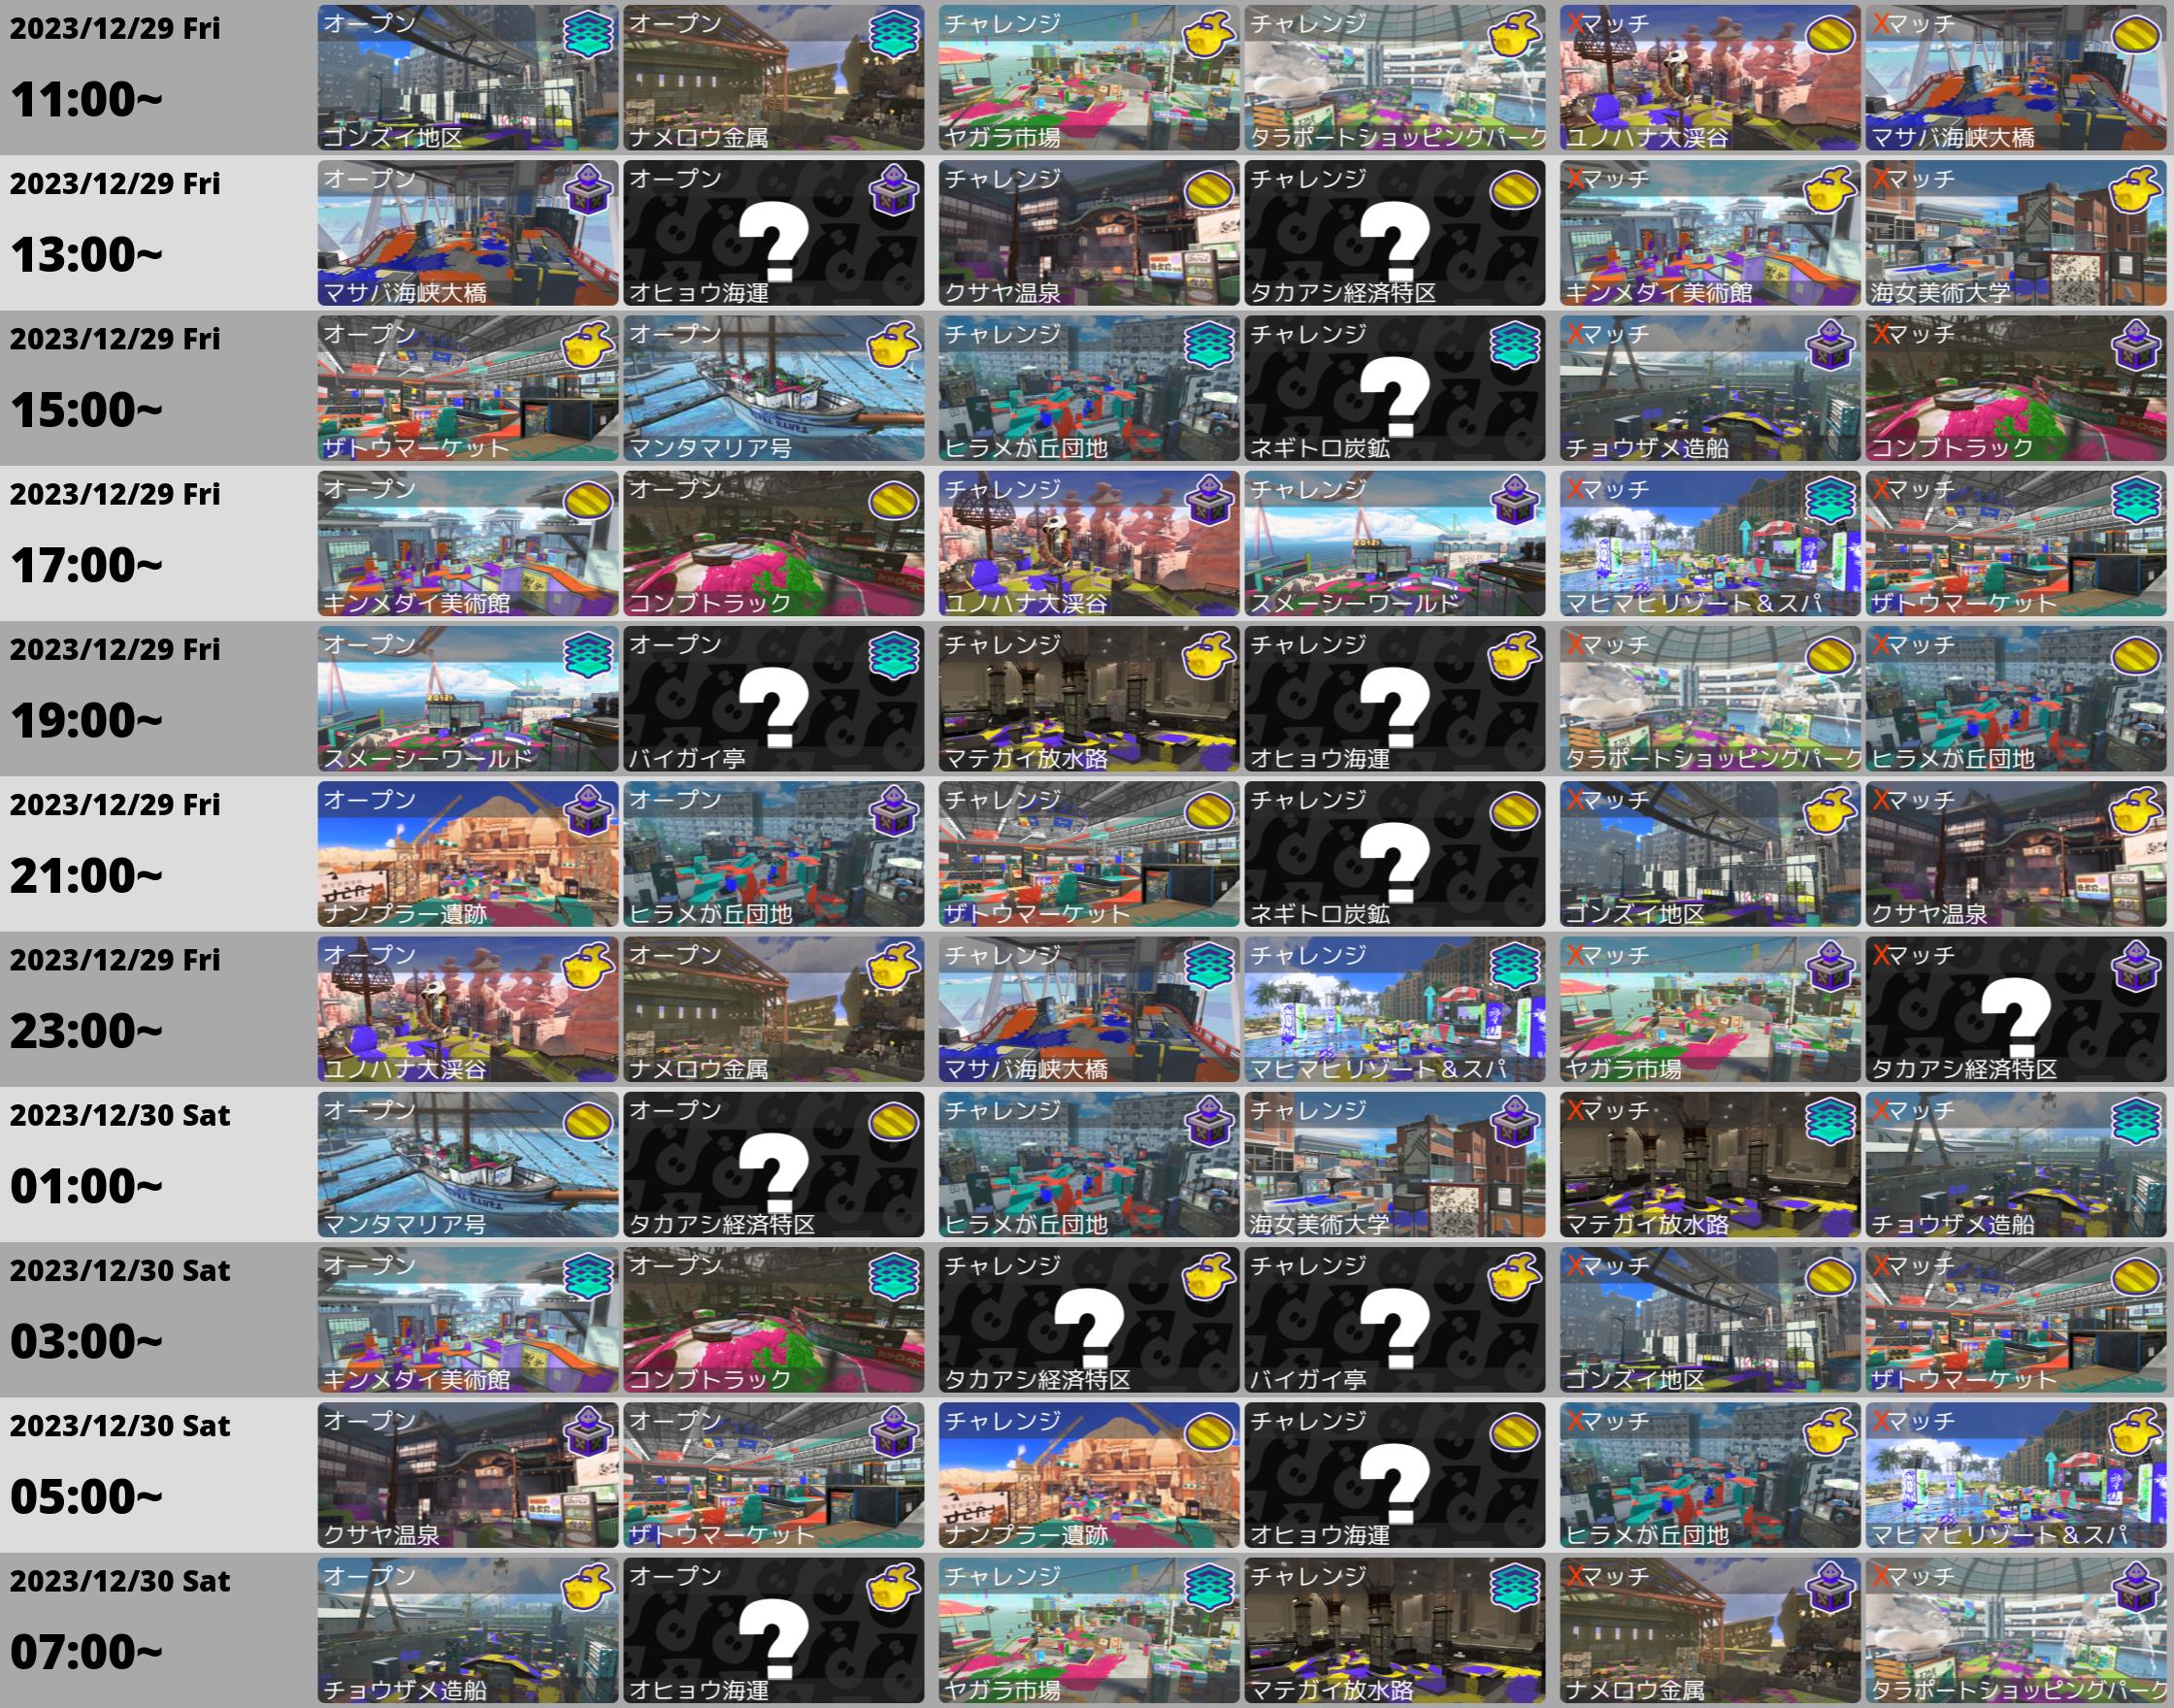 2023/12/29 Fri
11:00~
オープン
ゴンズイ地区
オープン
ナメロウ金属
チャレンジ
ヤガラ市場
チャレンジ
タラポートショッピングパーク
Xマッチ
ユノハナ大渓谷
Xマッチ
マサバ海峡大橋
2023/12/29 Fri
13:00~
オープン
マサバ海峡大橋
オープン
?
オヒョウ海運
チャレンジ
クサヤ温泉
チャレンジ
?
タカアシ経済特区
Xマッチ
キンメダイ美術館
Xマッチ
海女美術大学
2023/12/29 Fri
15:00~
オープン
ザトウマーケット
オープン
マンタマリア号
チャレンジ
ヒラメが丘団地
チャレンジ
?
ネギトロ炭鉱
Xマッチ
チョウザメ造船
Xマッチ
コンブトラック
2023/12/29 Fri
17:00~
オープン
キンメダイ美術館
オープン
コンブトラック
チャレンジ
ユノハナ大渓谷
チャレンジ
スメーシーワールド
Xマッチ
マヒマヒリゾート&スパ
Xマッチ
ザトウマーケット
2023/12/29 Fri
19:00~
オープン
スメーシーワールド
オープン
?
バイガイ亭
チャレンジ
マテガイ放水路
チャレンジ
?
オヒョウ海運
Xマッチ
タラポートショッピングパーク
Xマッチ
ヒラメが丘団地
2023/12/29 Fri
21:00~
オープン
ナンプラー遺跡
オープン
ヒラメが丘団地
チャレンジ
ザトウマーケット
チャレンジ
?
ネギトロ炭鉱
Xマッチ
ゴンズイ地区
Xマッチ
クサヤ温泉
2023/12/29 Fri
23:00~
オープン
ユノハナ大渓谷
オープン
ナメロウ金属
チャレンジ
マサバ海峡大橋
チャレンジ
マヒマヒリゾート&スパ
Xマッチ
ヤガラ市場
Xマッチ
?
タカアシ経済特区
2023/12/30 Sat
01:00~
オープン
マンタマリア号
オープン
?
タカアシ経済特区
チャレンジ
ヒラメが丘団地
チャレンジ
海女美術大学
Xマッチ
マテガイ放水路
Xマッチ
チョウザメ造船
2023/12/30 Sat
03:00~
オープン
キンメダイ美術館
オープン
コンブトラック
チャレンジ
?
タカアシ経済特区
チャレンジ
?
バイガイ亭
Xマッチ
ゴンズイ地区
Xマッチ
ザトウマーケット
2023/12/30 Sat
05:00~
オープン
クサヤ温泉
オープン
ザトウマーケット
チャレンジ
ナンプラー遺跡
チャレンジ
?
オヒョウ海運
Xマッチ
ヒラメが丘団地
Xマッチ
マヒマヒリゾート&スパ
2023/12/30 Sat
07:00~
オープン
チョウザメ造船
オープン
?
オヒョウ海運
チャレンジ
ヤガラ市場
チャレンジ
マテガイ放水路
Xマッチ
ナメロウ金属
Xマッチ
タラポートショッピングパーク